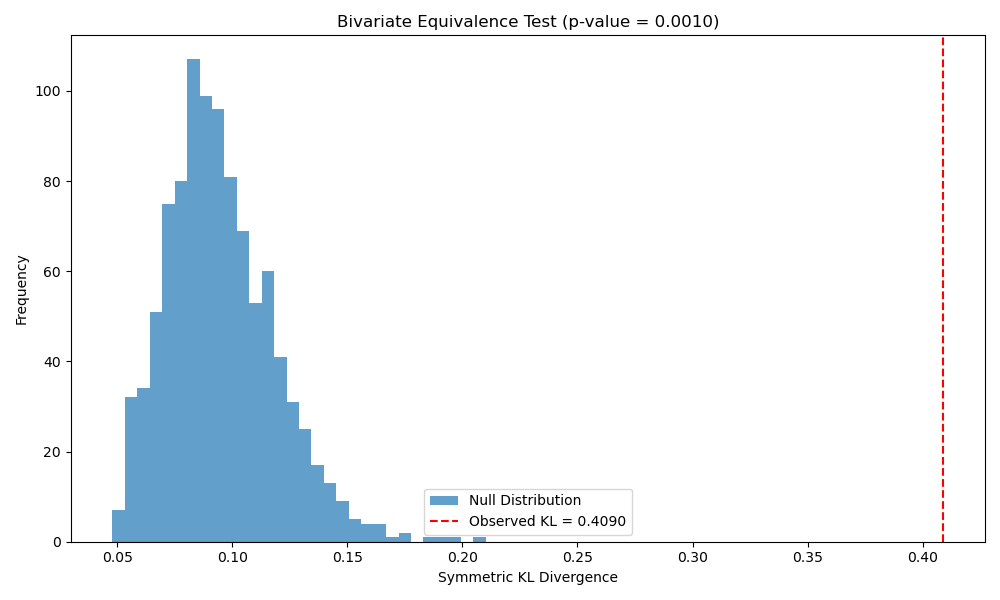 Bivariate Equivalence Test (p-value = 0.0010)
Frequency
100
80
60
40
20
0
Null Distribution
Observed KL = 0.4090
0.05 0.10 0.15 0.20 0.25 0.30 0.35 0.40
Symmetric KL Divergence